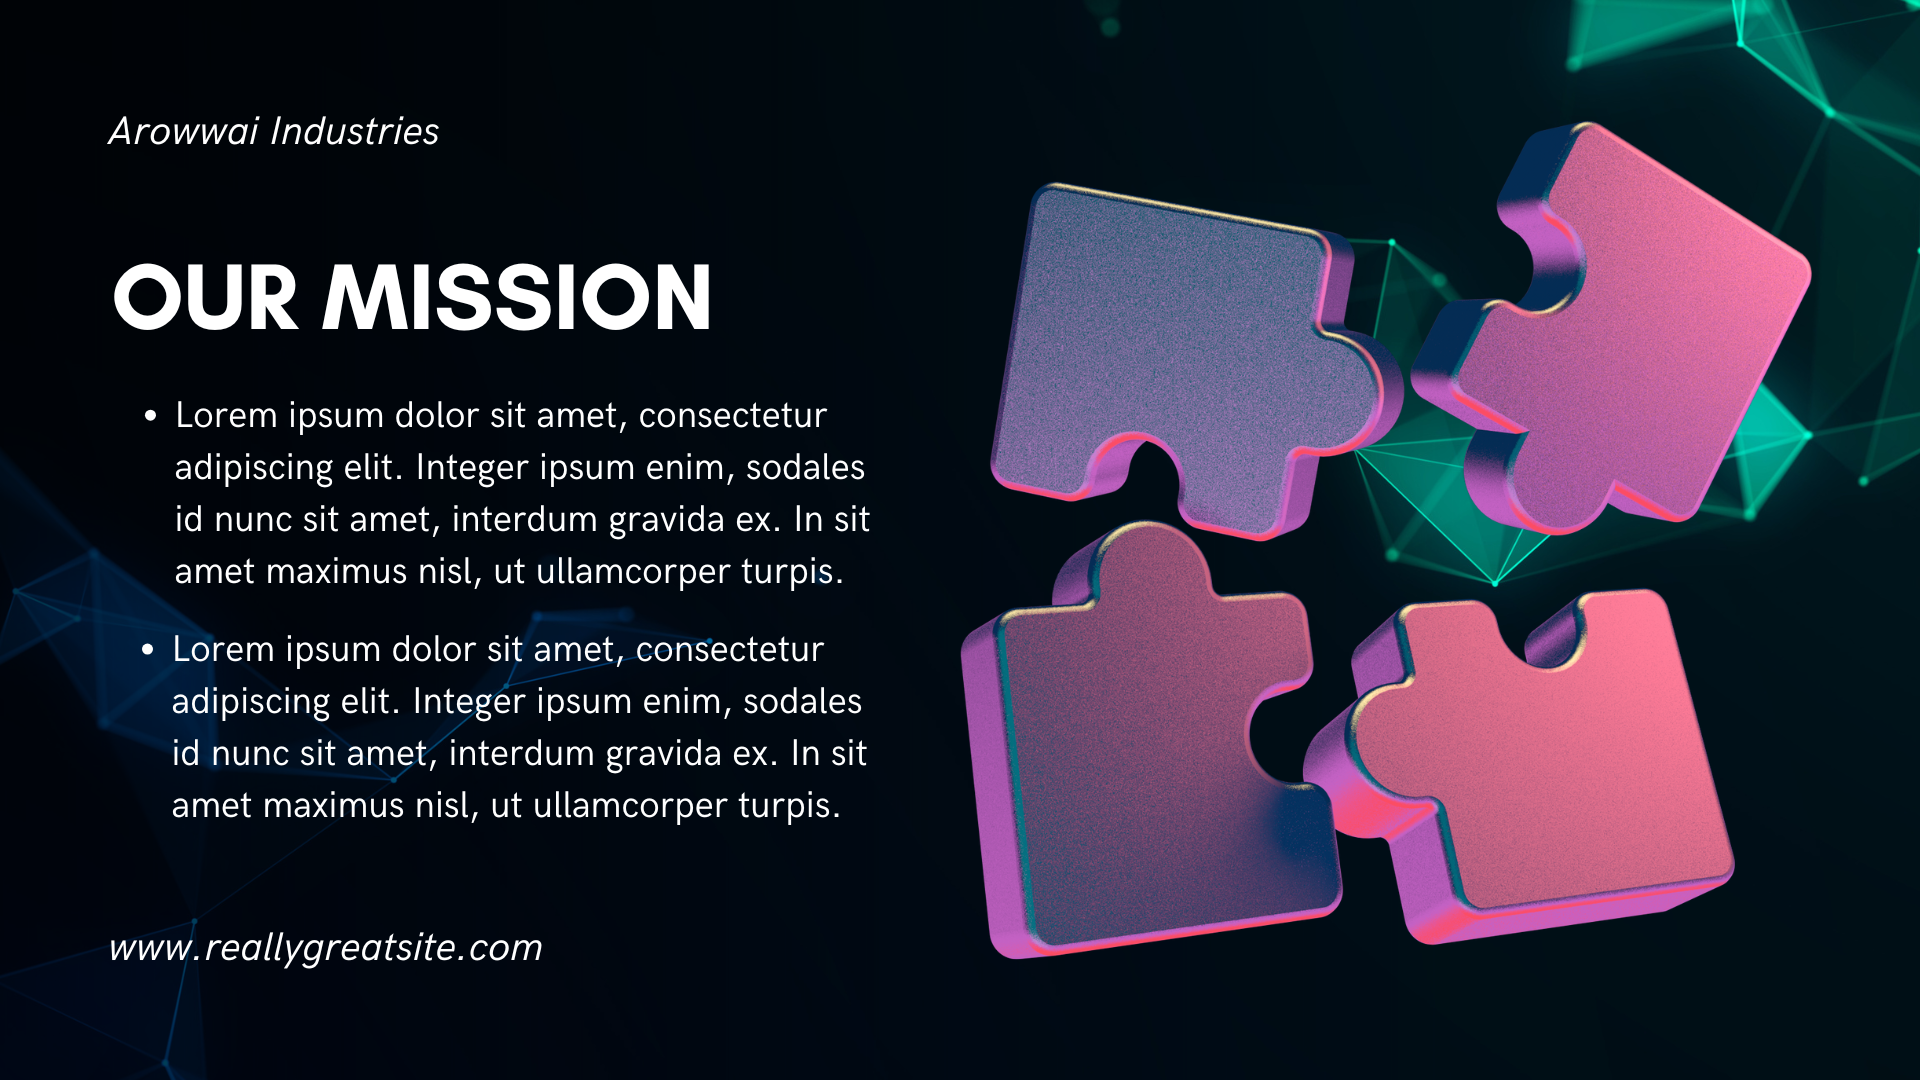 Arowwai Industries
OUR MISSION
• Lorem ipsum dolor sit amet, consectetur
adipiscing elit. Integer ipsum enim, sodales
id nunc sit amet, interdum gravida ex. In sit
amet maximus nisl, ut ullamcorper turpis.
• Lorem ipsum dolor sit amet, consectetur
adipiscing elit. Integer ipsum enim, sodales
id nunc sit amet, interdum gravida ex. In sit
amet maximus nisl, ut ullamcorper turpis.
www.reallygreatsite.com